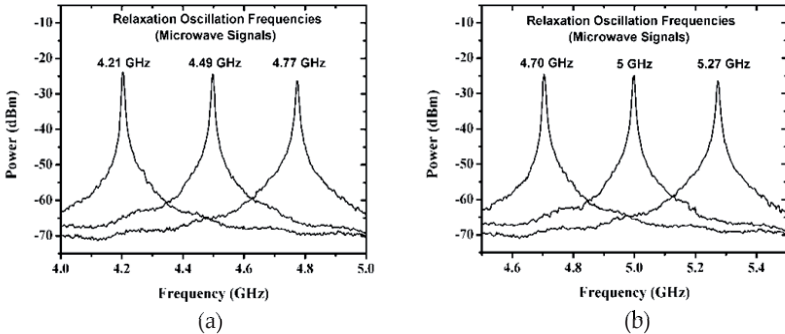 Relaxation Oscillation Frequencies
(Microwave Signals)
4.21 GHz 4.49 GHz 4.77 GHz
-10
-20
-30
-40
-50
-60
-70
Power (dBm)
4.0 4.2 4.4 4.6 4.8 5.0
Frequency (GHz)
(a)
Relaxation Oscillation Frequencies
(Microwave Signals)
4.70 GHz 5 GHz 5.27 GHz
-10
-20
-30
-40
-50
-60
-70
Power (dBm)
4.6 4.8 5.0 5.2 5.4
Frequency (GHz)
(b)